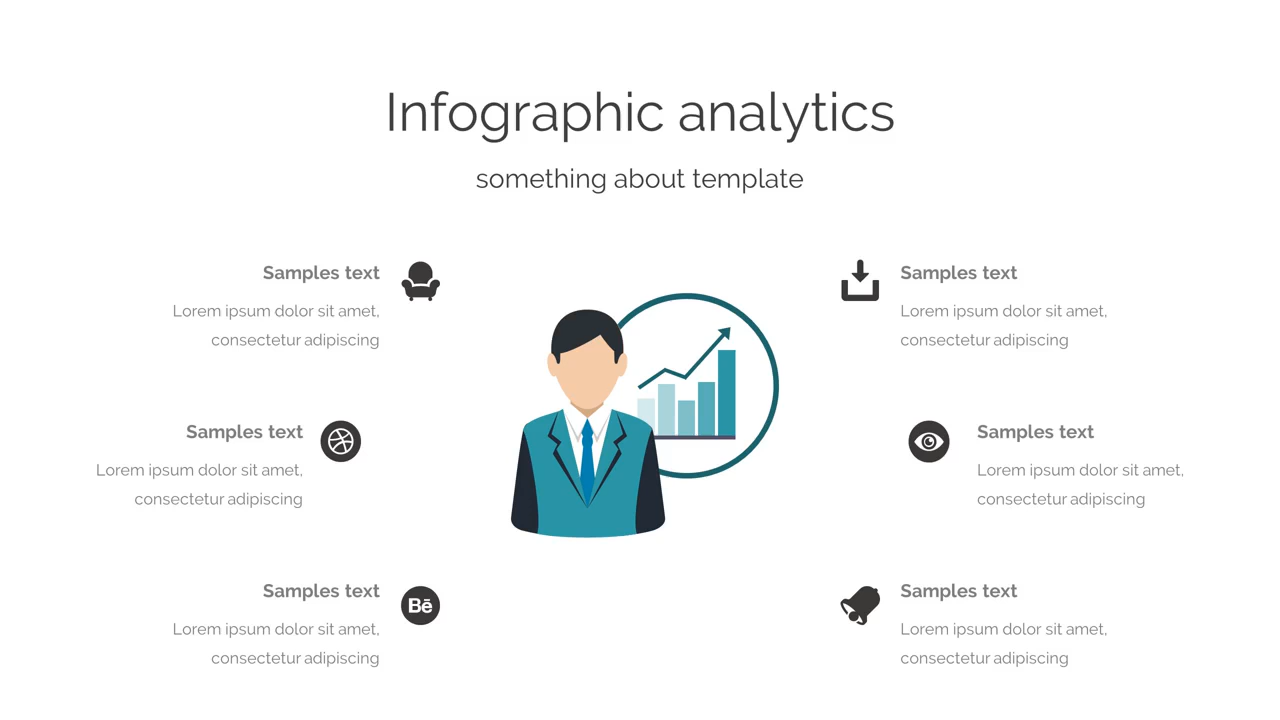 Infographic analytics
something about template
Samples text
Lorem ipsum dolor sit amet,
consectetur adipiscing
Samples text
Lorem ipsum dolor sit amet,
consectetur adipiscing
Samples text
Lorem ipsum dolor sit amet,
consectetur adipiscing
Bē
Samples text
Lorem ipsum dolor sit amet,
consectetur adipiscing
Samples text
Lorem ipsum dolor sit amet,
consectetur adipiscing
Samples text
Lorem ipsum dolor sit amet,
consectetur adipiscing